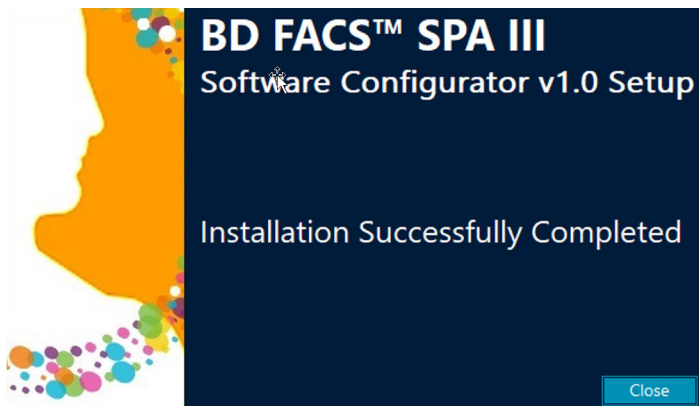 BD FACS™ SPA III
Software Configurator v1.0 Setup
Installation Successfully Completed
Close